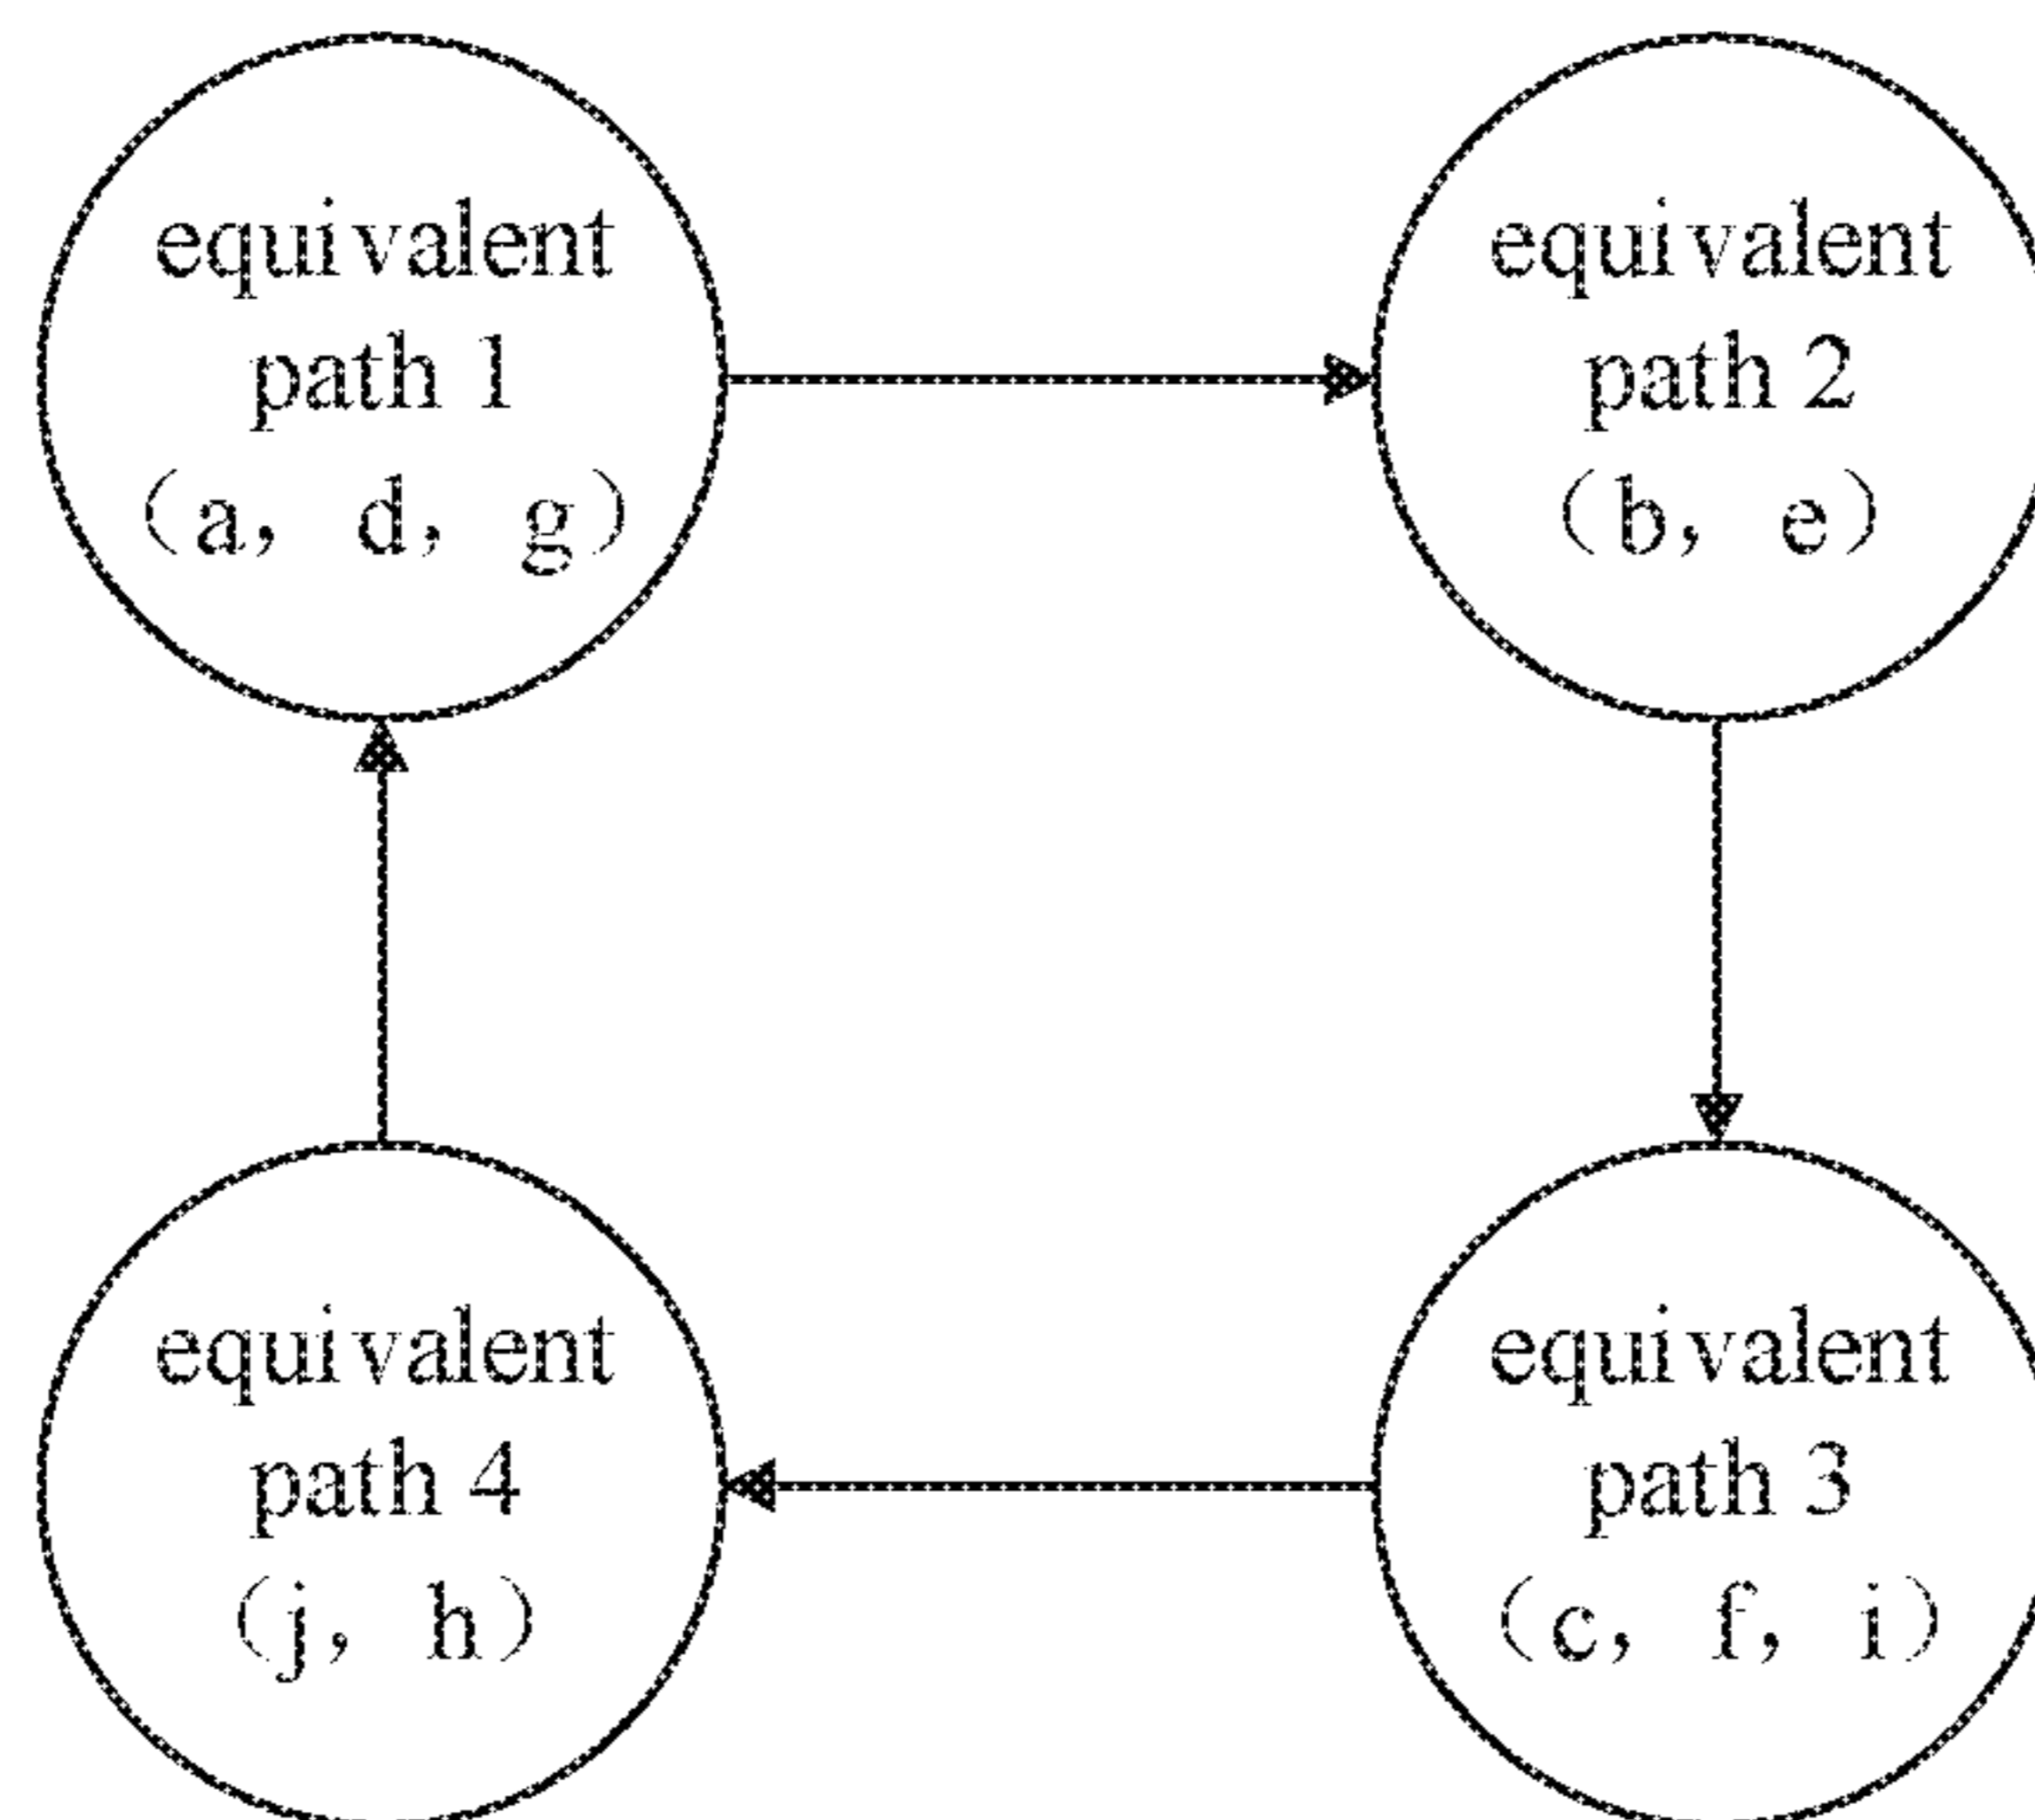 equivalent
path 1
(a, d, g)
equivalent
path 2
(b, e)
equivalent
path 4
(j, h)
equivalent
path 3
(c, f, i)